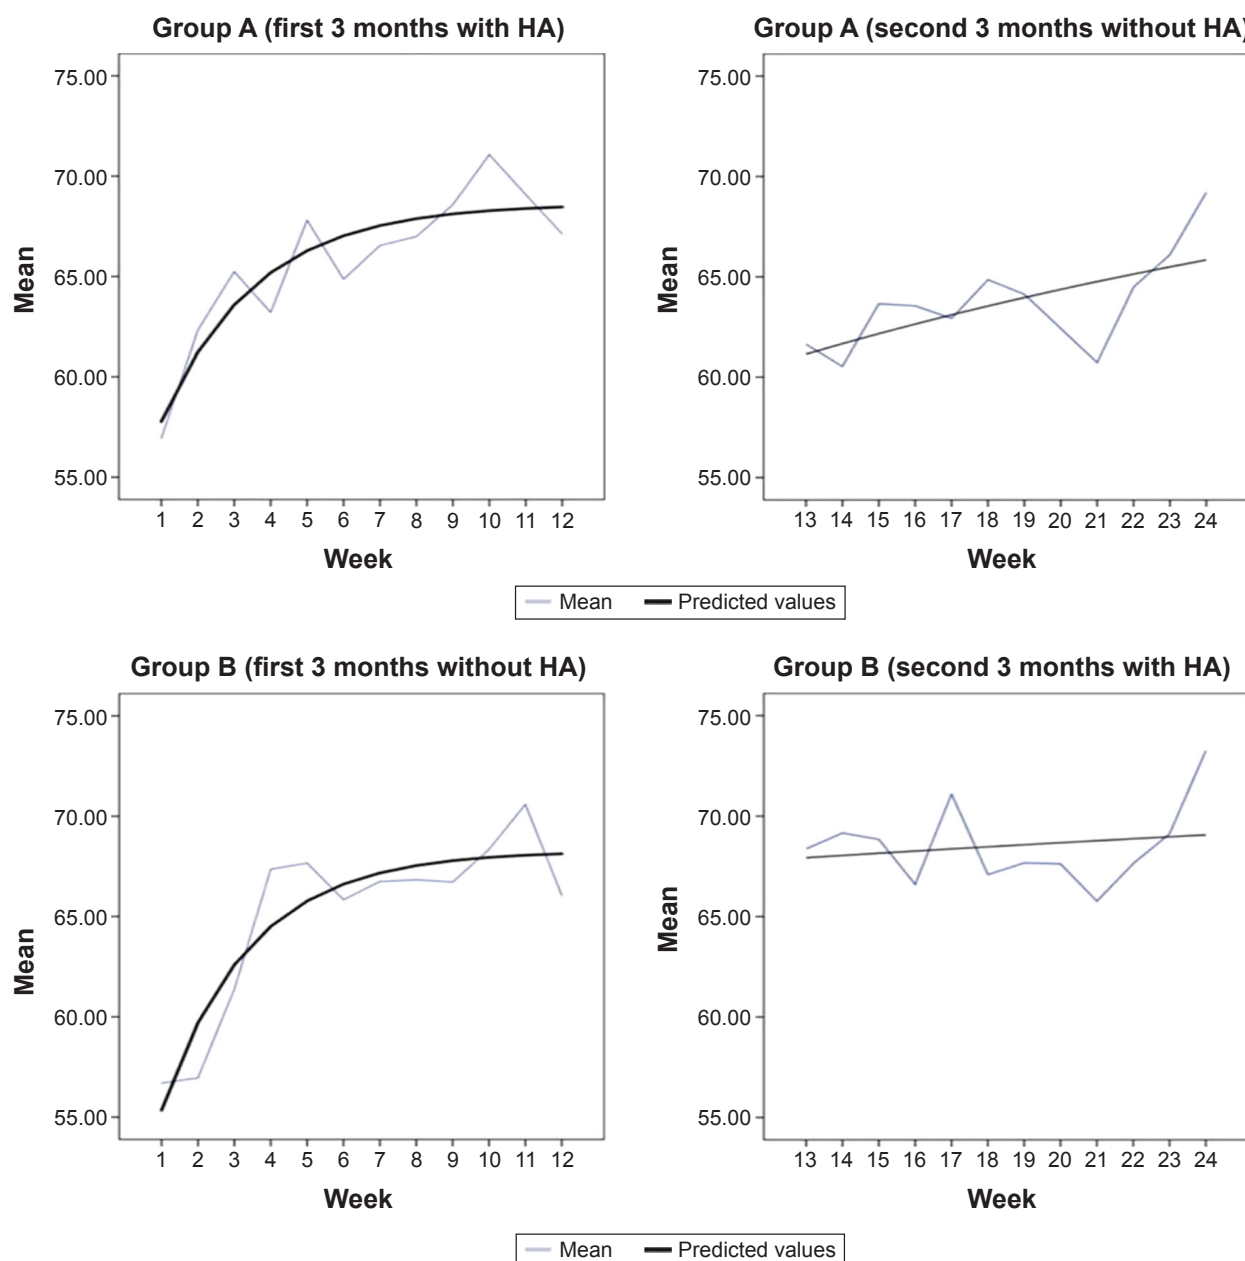 Group A (first 3 months with HA)
75.00
70.00
65.00
60.00
55.00
Mean
1 2 3 4 5 6 7 8 9 10 11 12
Week
Group A (second 3 months without HA)
75.00
70.00
65.00
60.00
55.00
Mean
13 14 15 16 17 18 19 20 21 22 23 24
Week
Mean Predicted values
Group B (first 3 months without HA)
75.00
70.00
65.00
60.00
55.00
Mean
1 2 3 4 5 6 7 8 9 10 11 12
Week
Group B (second 3 months with HA)
75.00
70.00
65.00
60.00
55.00
Mean
13 14 15 16 17 18 19 20 21 22 23 24
Week
Mean Predicted values